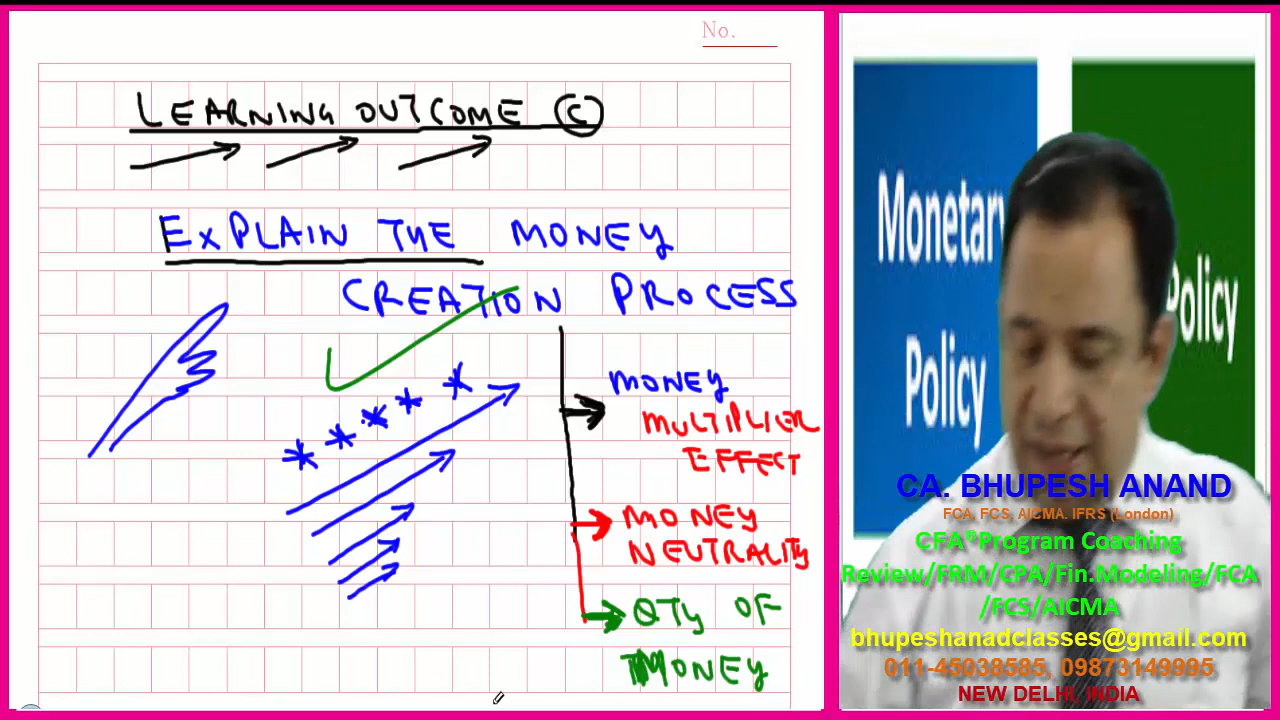 No.
LEARNING OUTCOME (C)
EXPLAIN THE MONEY
CREATION PROCESS
MONEY
MULTIPLIER
EFFECT
MONEY
NEUTRALITY
QTY OF
MONEY
Monetary
Policy
Policy
CA. BHUPESH ANAND
FCA, FCS, AICMA. IFRS (London)
CFA®Program Coaching
Review/FRM/CPA/Fin.Modeling/FCA
/FCS/AICMA
bhupeshanadclasses@gmail.com
011-45038585, 09873149995
NEW DELHI, INDIA